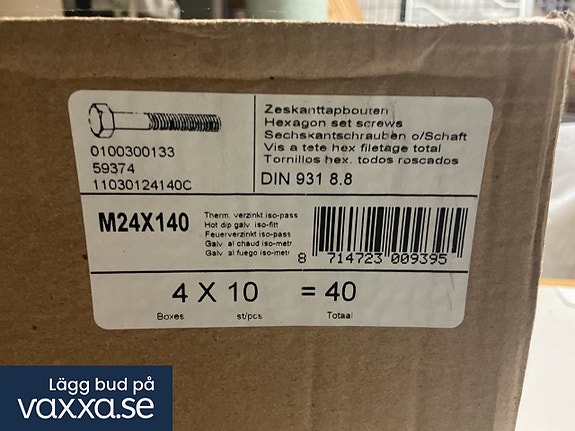 Zeskanttapbouten
Hexagon set screws
Sechskantschrauben o/Schaft
Vis a tete hex filetage total
Tornillos hex. todos roscados
DIN 931 8.8
0100300133
59374
11030124140C
M24X140
Therm. verzinkt iso-pass
Hot dip galv. iso-fitt
Feuerverzinkt iso-pass
Galv. al chaud iso-metr
Galv. al fuego iso-metr
8 714723 009395
4 X 10 = 40
Boxes st/pcs Totaal
Lägg bud på
vaxxa.se